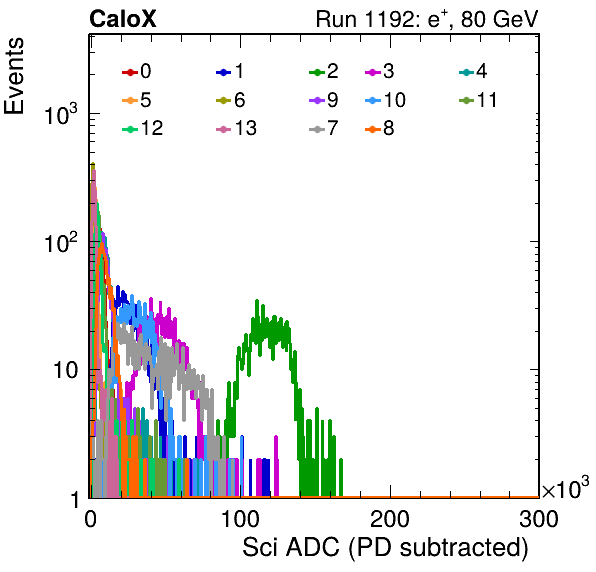 CaloX Run 1192: e⁺, 80 GeV
Events
0 1 2 3 4
5 6 9 10 11
12 13 7 8
10³
10²
10
1
0 100 200 300
×10³
Sci ADC (PD subtracted)